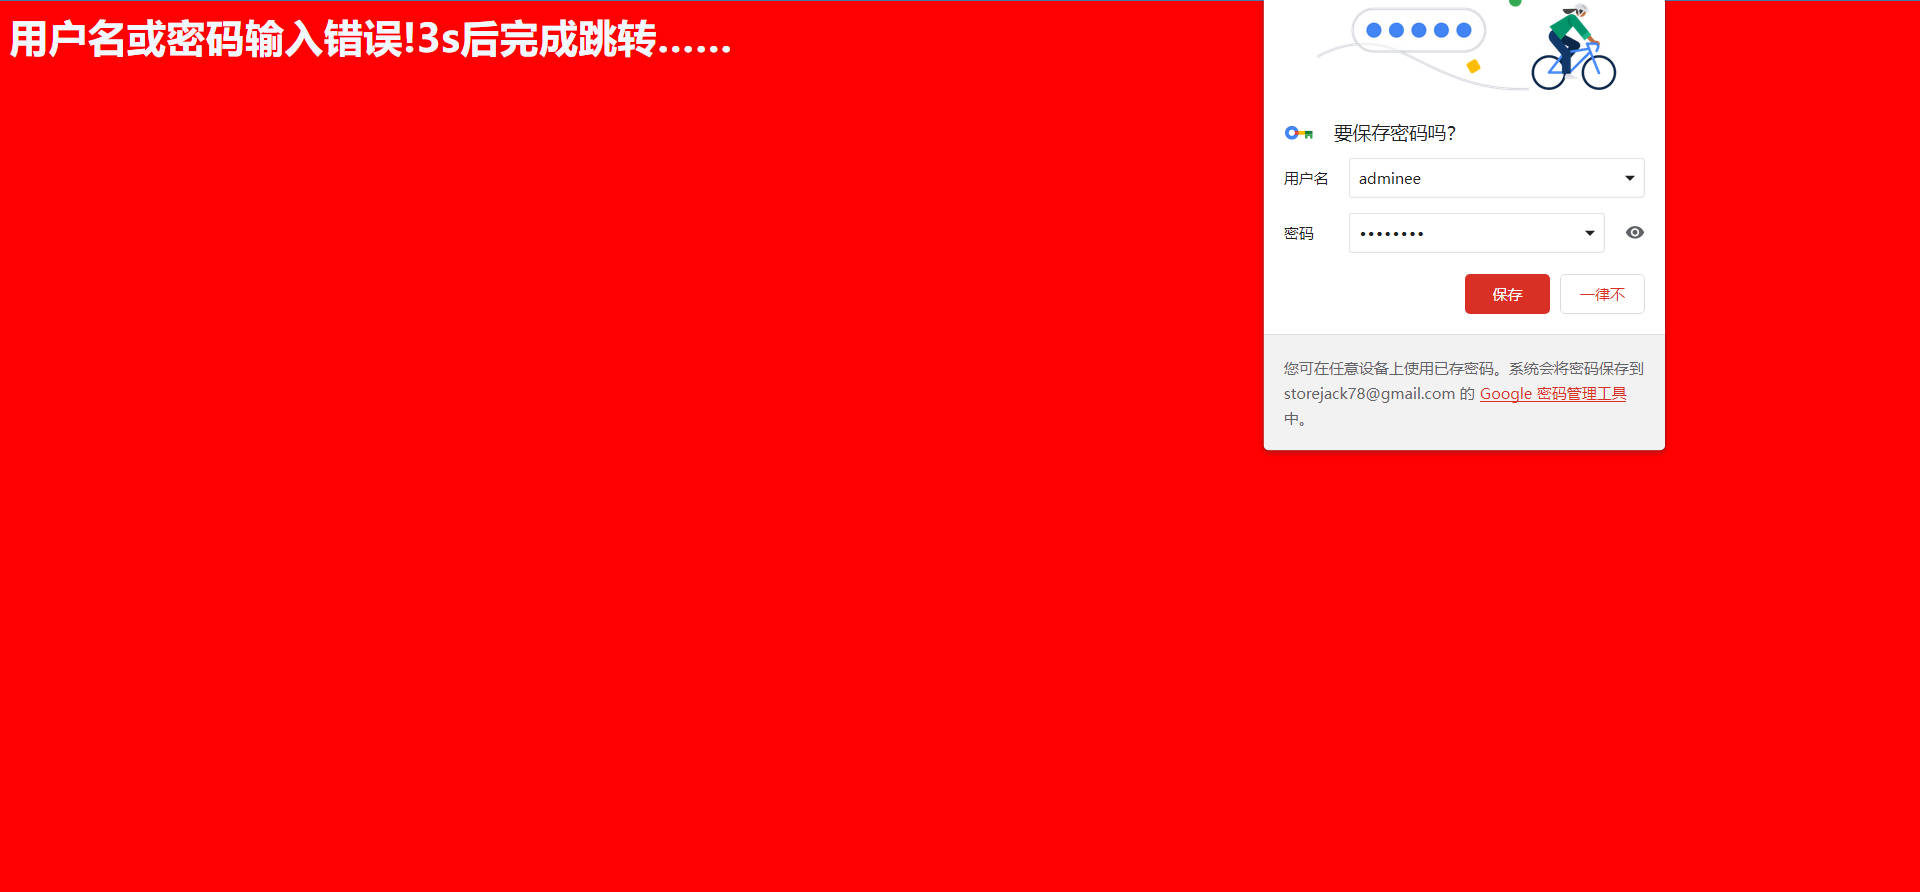 用户名或密码输入错误!3s后完成跳转......
要保存密码吗?
用户名 adminee
密码 ••••••••
保存 一律不
您可在任意设备上使用已存密码。系统会将密码保存到
storejack78@gmail.com 的 Google 密码管理工具
中。